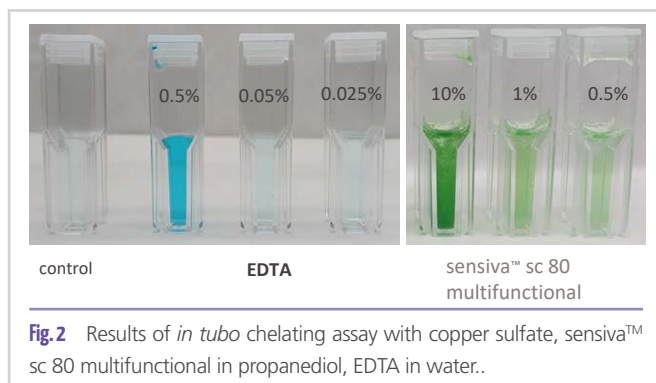 0.5% 0.05% 0.025% 10% 1% 0.5%
control EDTA sensiva™ sc 80
multifunctional
Fig. 2 Results of in tubo chelating assay with copper sulfate, sensiva™
sc 80 multifunctional in propanediol, EDTA in water..